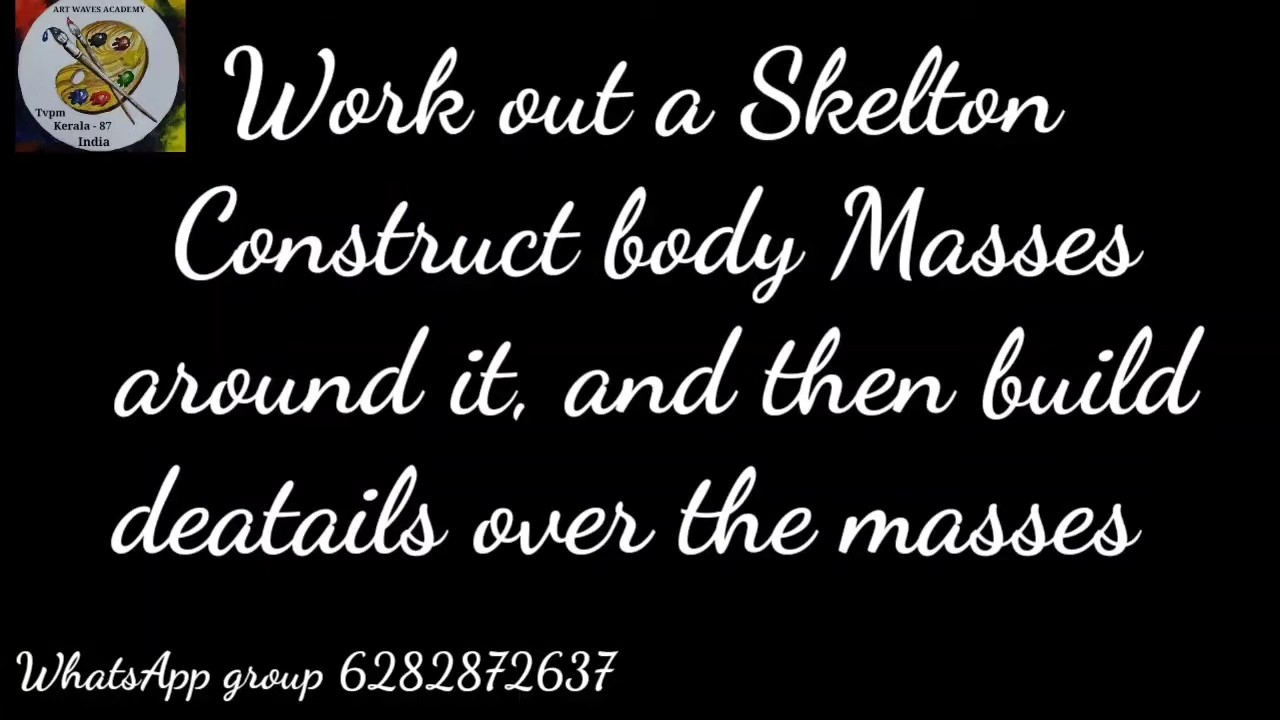 ART WAVES ACADEMY
Tvpm
Kerala - 87
India
Work out a Skelton
Construct body Masses
around it, and then build
deatails over the masses
WhatsApp group 6282872637